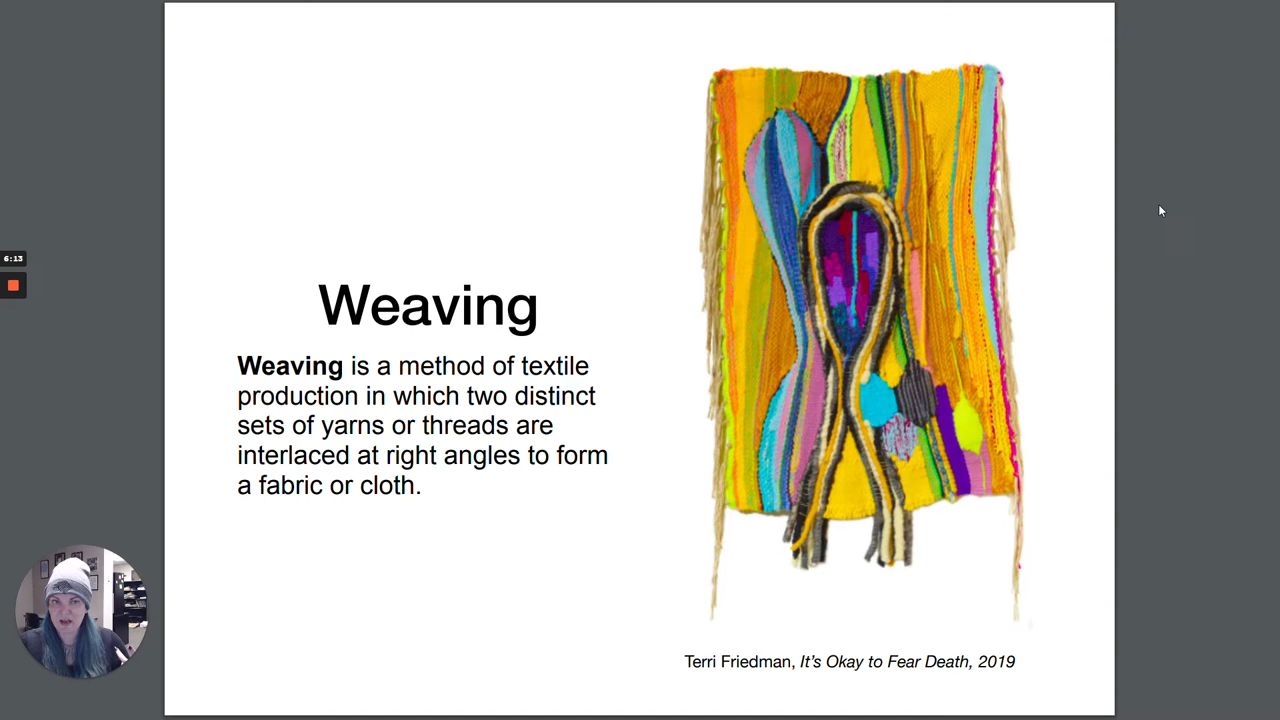 6:13
Weaving
Weaving is a method of textile
production in which two distinct
sets of yarns or threads are
interlaced at right angles to form
a fabric or cloth.
Terri Friedman, It's Okay to Fear Death, 2019